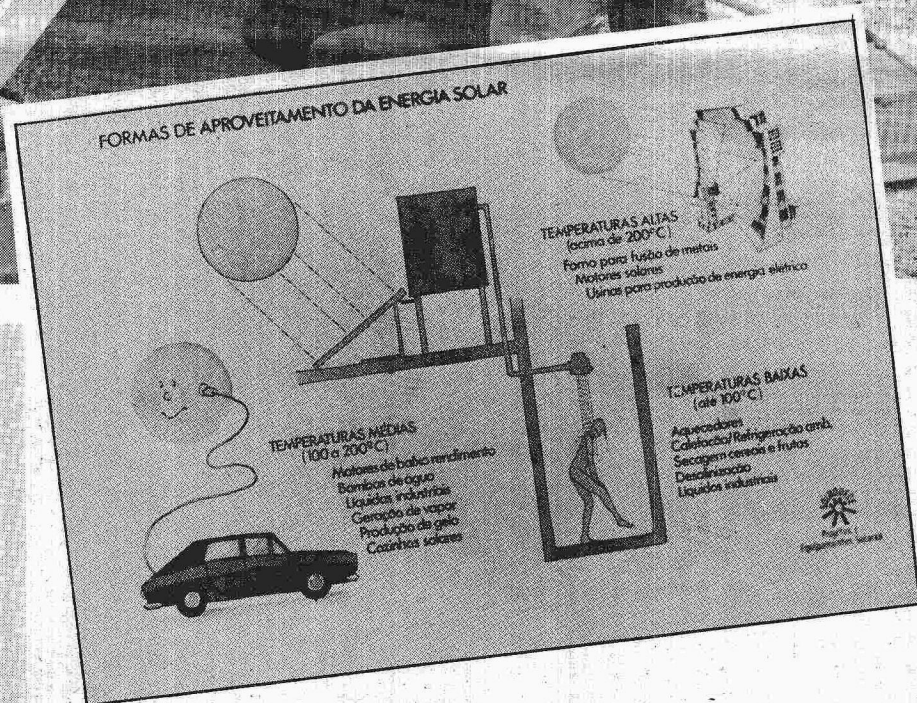 FORMAS DE APROVEITAMENTO DA ENERGIA SOLAR
TEMPERATURAS ALTAS
(acima de 200°C)
Forno para fusão de metais
Motores solares
Usinas para produção de energia elétrica
TEMPERATURAS MÉDIAS
(100 a 200°C)
Motores de baixo rendimento
Bombas de água
Líquidos industriais
Geração de vapor
Produção de gelo
Cozinhas solares
TEMPERATURAS BAIXAS
(até 100°C)
Aquecedores
Calefação/Refrigeração amb.
Secagem cereais e frutas
Desalinização
Líquidos industriais
Equipamentos Solares